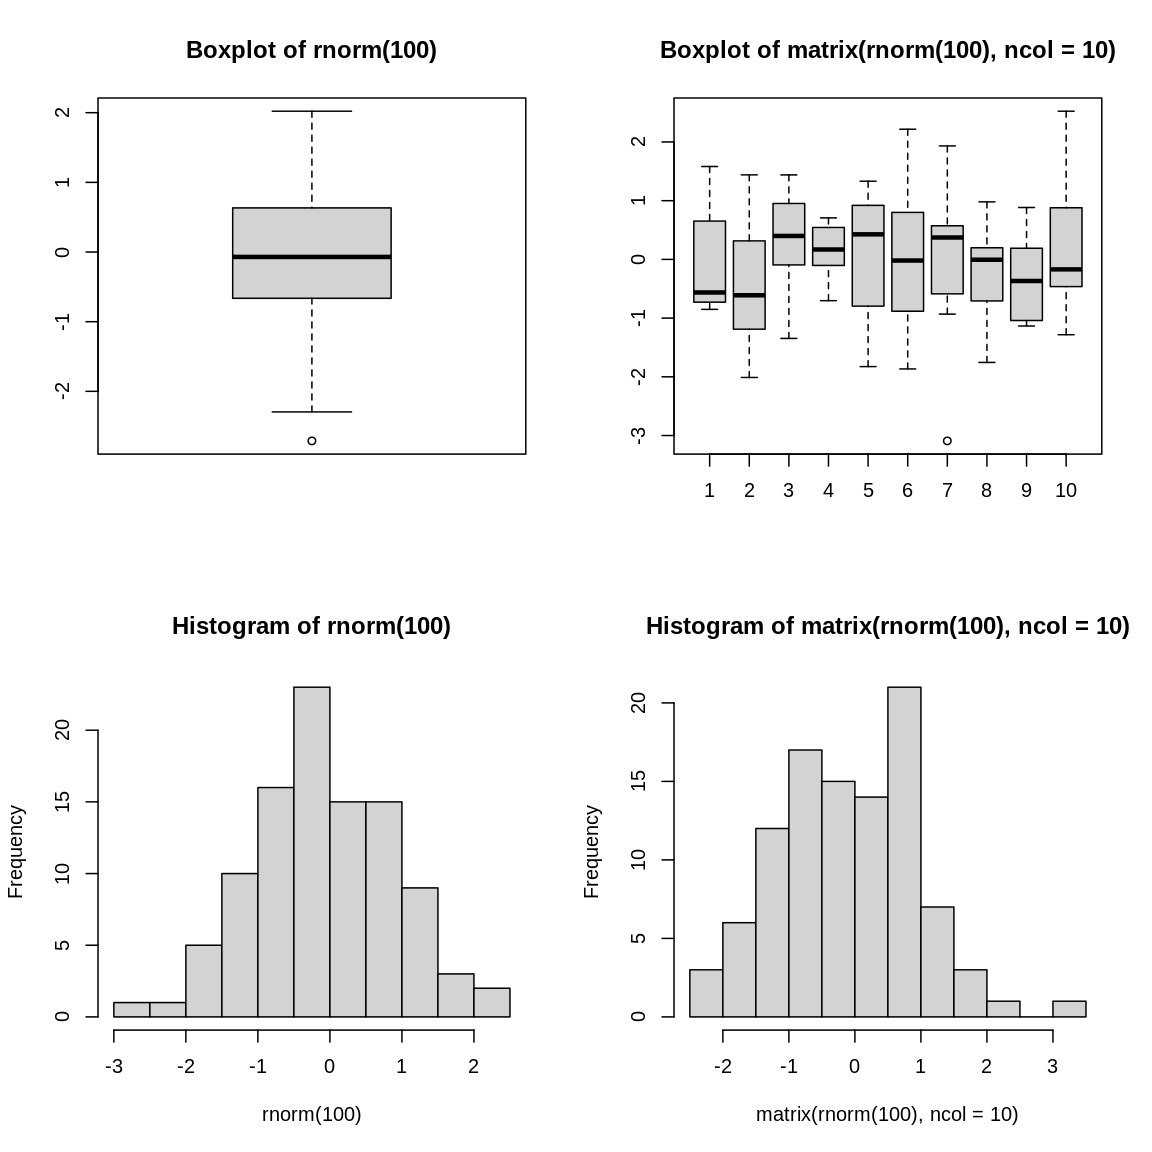 Boxplot of rnorm(100)
2
1
0
-1
-2
Boxplot of matrix(rnorm(100), ncol = 10)
2
1
0
-1
-2
-3
1 2 3 4 5 6 7 8 9 10
Histogram of rnorm(100)
Frequency
20
15
10
5
0
-3 -2 -1 0 1 2
rnorm(100)
Histogram of matrix(rnorm(100), ncol = 10)
Frequency
20
15
10
5
0
-2 -1 0 1 2 3
matrix(rnorm(100), ncol = 10)